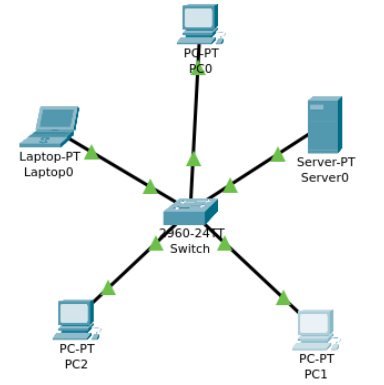 PC-PT
PC0
Laptop-PT
Laptop0
Server-PT
Server0
2960-24TT
Switch
PC-PT
PC2
PC-PT
PC1